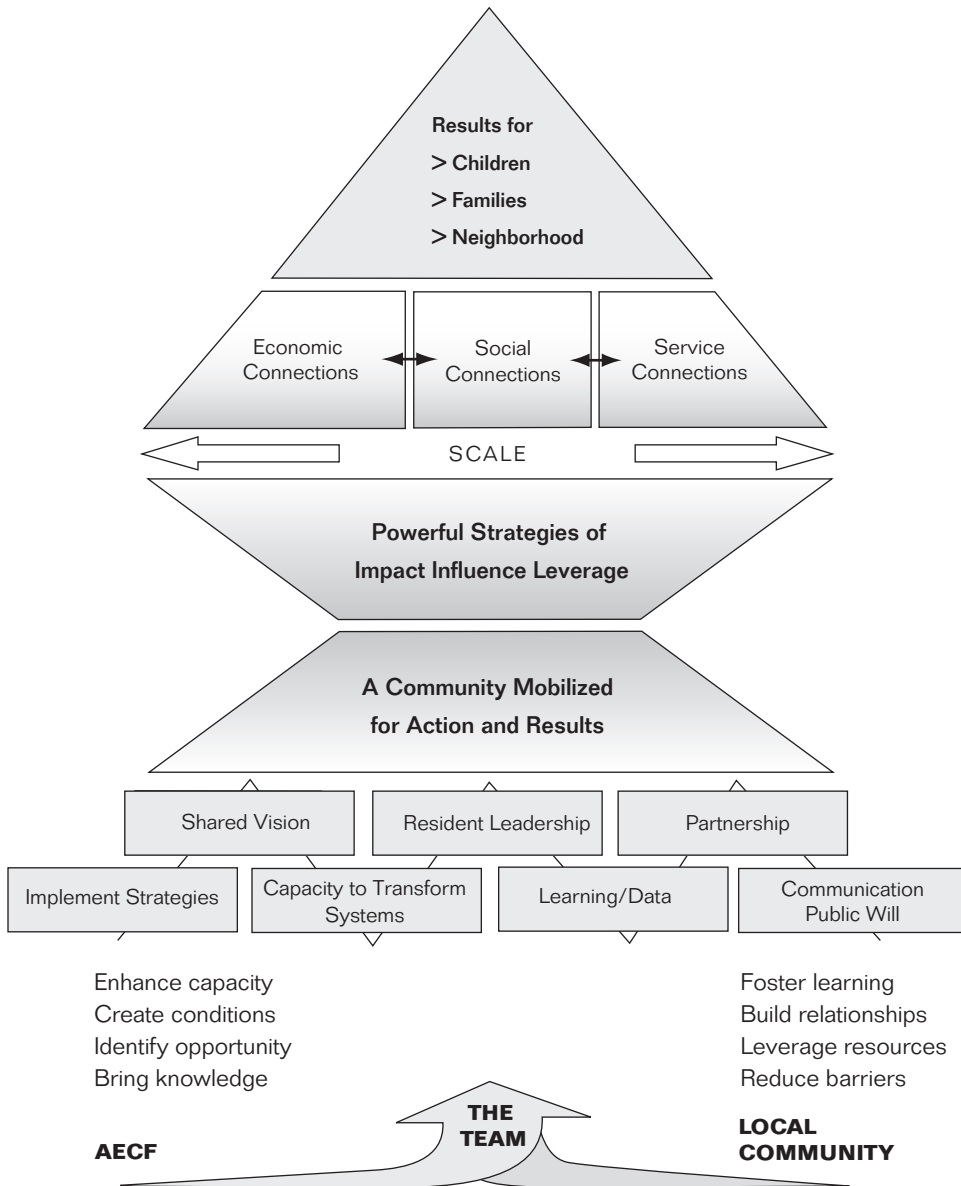 Results for
> Children
> Families
> Neighborhood
Economic
Connections
Social
Connections
Service
Connections
SCALE
Powerful Strategies of
Impact Influence Leverage
A Community Mobilized
for Action and Results
Shared Vision
Resident Leadership
Partnership
Implement Strategies
Capacity to Transform
Systems
Learning/Data
Communication
Public Will
Enhance capacity
Create conditions
Identify opportunity
Bring knowledge
Foster learning
Build relationships
Leverage resources
Reduce barriers
AECF
THE
TEAM
LOCAL
COMMUNITY